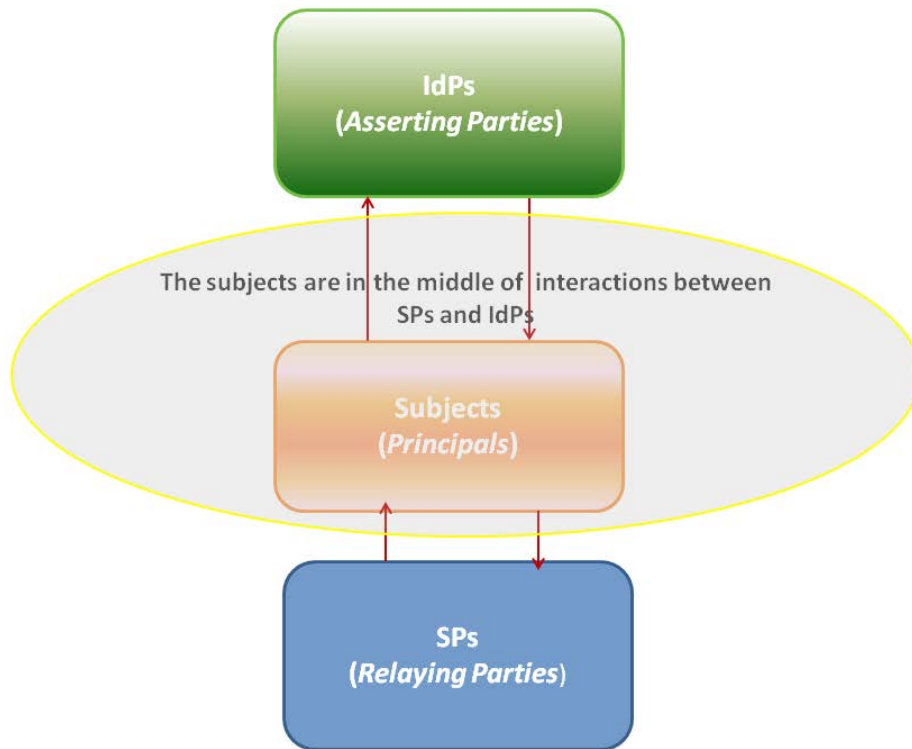 IdPs
(Asserting Parties)
The subjects are in the middle of interactions between
SPs and IdPs
Subjects
(Principals)
SPs
(Relaying Parties)